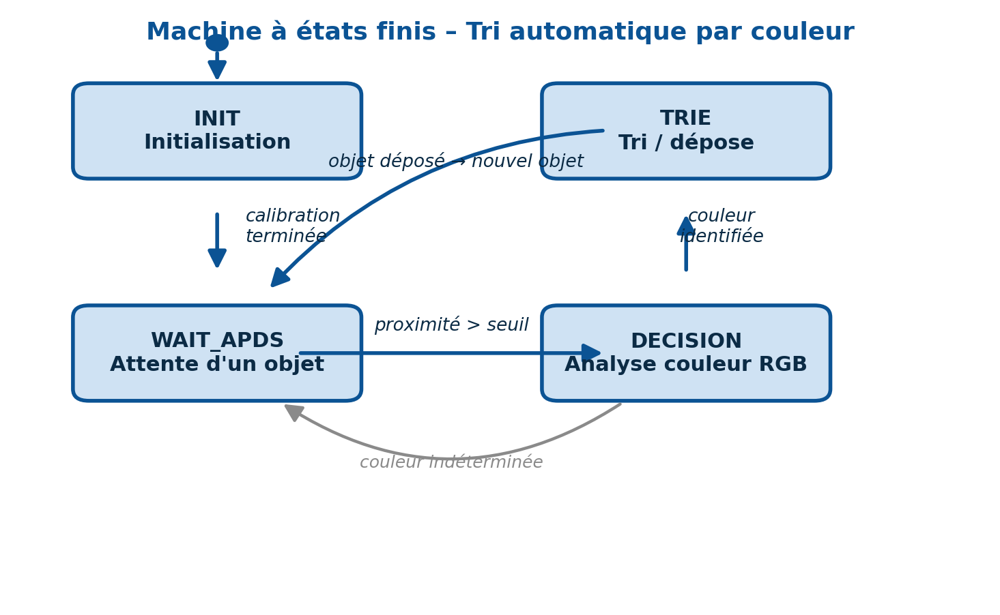 Machine à états finis – Tri automatique par couleur
INIT
Initialisation
TRIE
Tri / dépose
objet déposé → nouvel objet
calibration
terminée
couleur
identifiée
WAIT_APDS
Attente d'un objet
proximité > seuil
DECISION
Analyse couleur RGB
couleur indéterminée